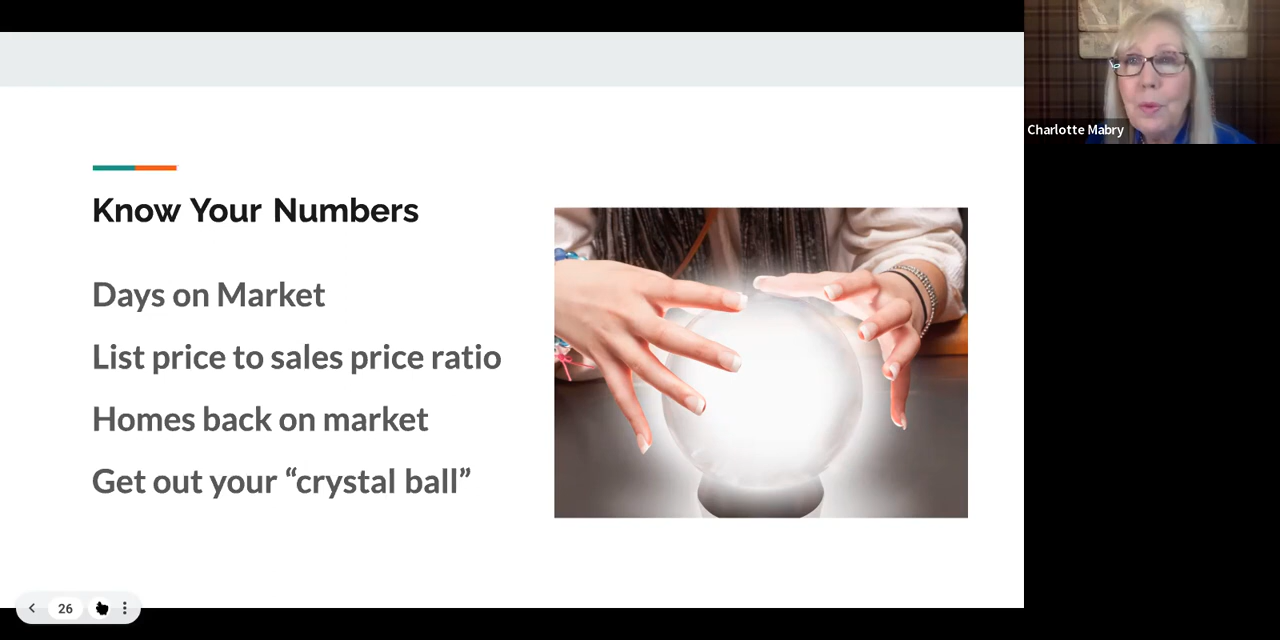 Know Your Numbers
Days on Market
List price to sales price ratio
Homes back on market
Get out your “crystal ball”
Charlotte Mabry
26